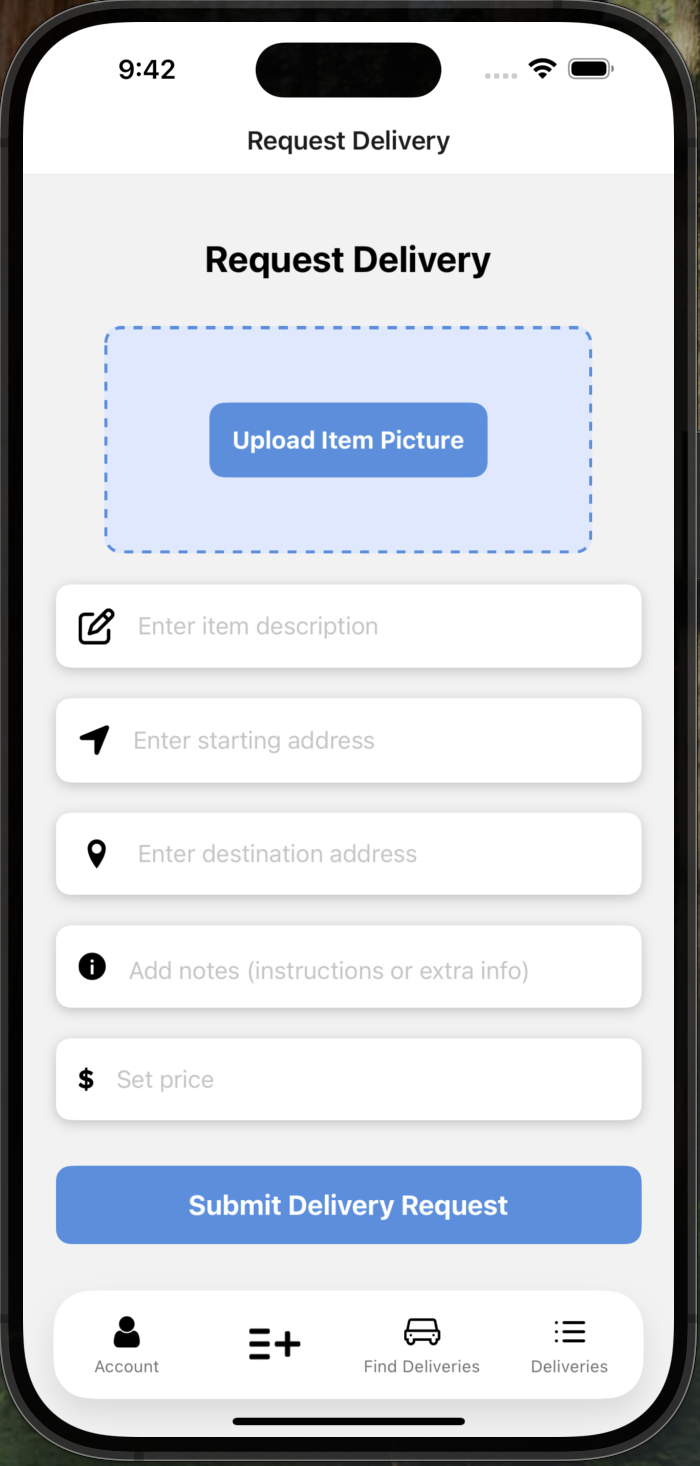 9:42
Request Delivery
Request Delivery
Upload Item Picture
Enter item description
Enter starting address
Enter destination address
Add notes (instructions or extra info)
$ Set price
Submit Delivery Request
Account Find Deliveries Deliveries